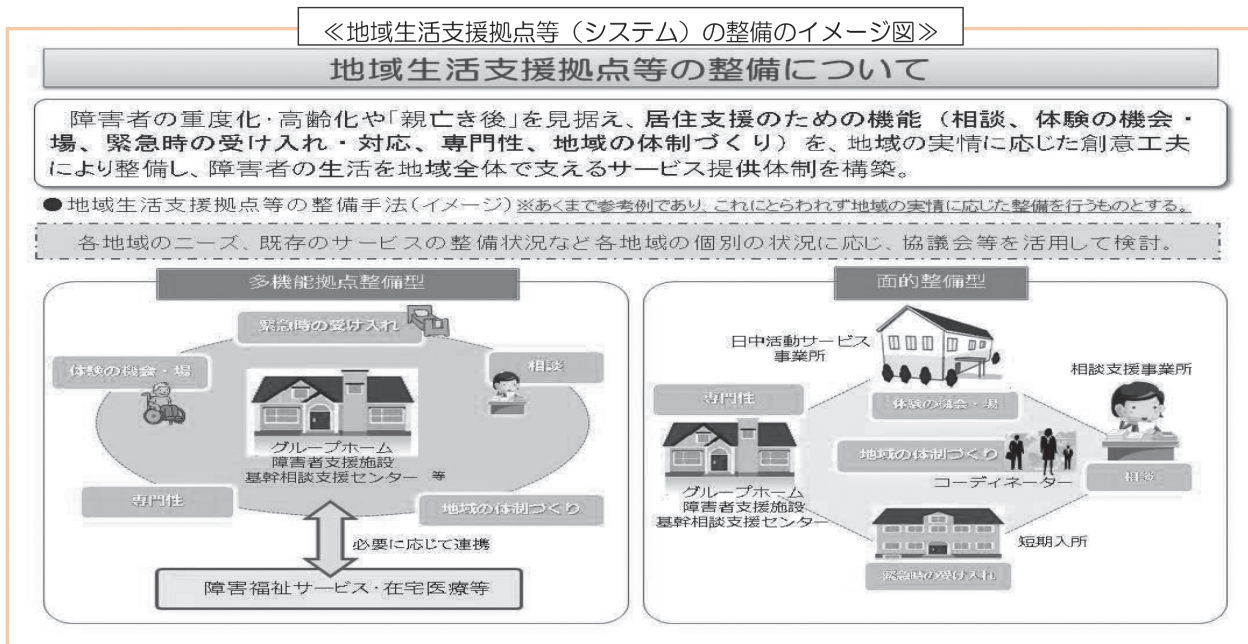 ≪地域生活支援拠点等（システム）の整備のイメージ図≫
地域生活支援拠点等の整備について
障害者の重度化・高齢化や「親亡き後」を見据え、居住支援のための機能（相談、体験の機会・
場、緊急時の受け入れ・対応、専門性、地域の体制づくり）を、地域の実情に応じた創意工夫
により整備し、障害者の生活を地域全体で支えるサービス提供体制を構築。
●地域生活支援拠点等の整備手法(イメージ)※あくまで参考例であり、これにとらわれず地域の実情に応じた整備を行うものとする。
各地域のニーズ、既存のサービスの整備状況など各地域の個別の状況に応じ、協議会等を活用して検討。
多機能拠点整備型
緊急時の受け入れ
体験の機会・場
相談
グループホーム
障害者支援施設
基幹相談支援センター 等
専門性
地域の体制づくり
必要に応じて連携
障害福祉サービス・在宅医療等
面的整備型
日中活動サービス
事業所
相談支援事業所
専門性
体験の機会・場
地域の体制づくり
コーディネーター
相談
グループホーム
障害者支援施設
基幹相談支援センター
短期入所
緊急時の受け入れ